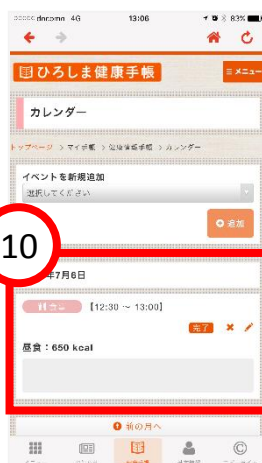 docomo 4G 13:06 83%
ひろしま健康手帳
≡メニュー
カレンダー
トップページ > マイ手帳 > 健康情報手帳 > カレンダー
イベントを新規追加
選択してください
追加
10
年7月6日
【12:30 ～ 13:00】
完了
昼食：650 kcal
前の月へ